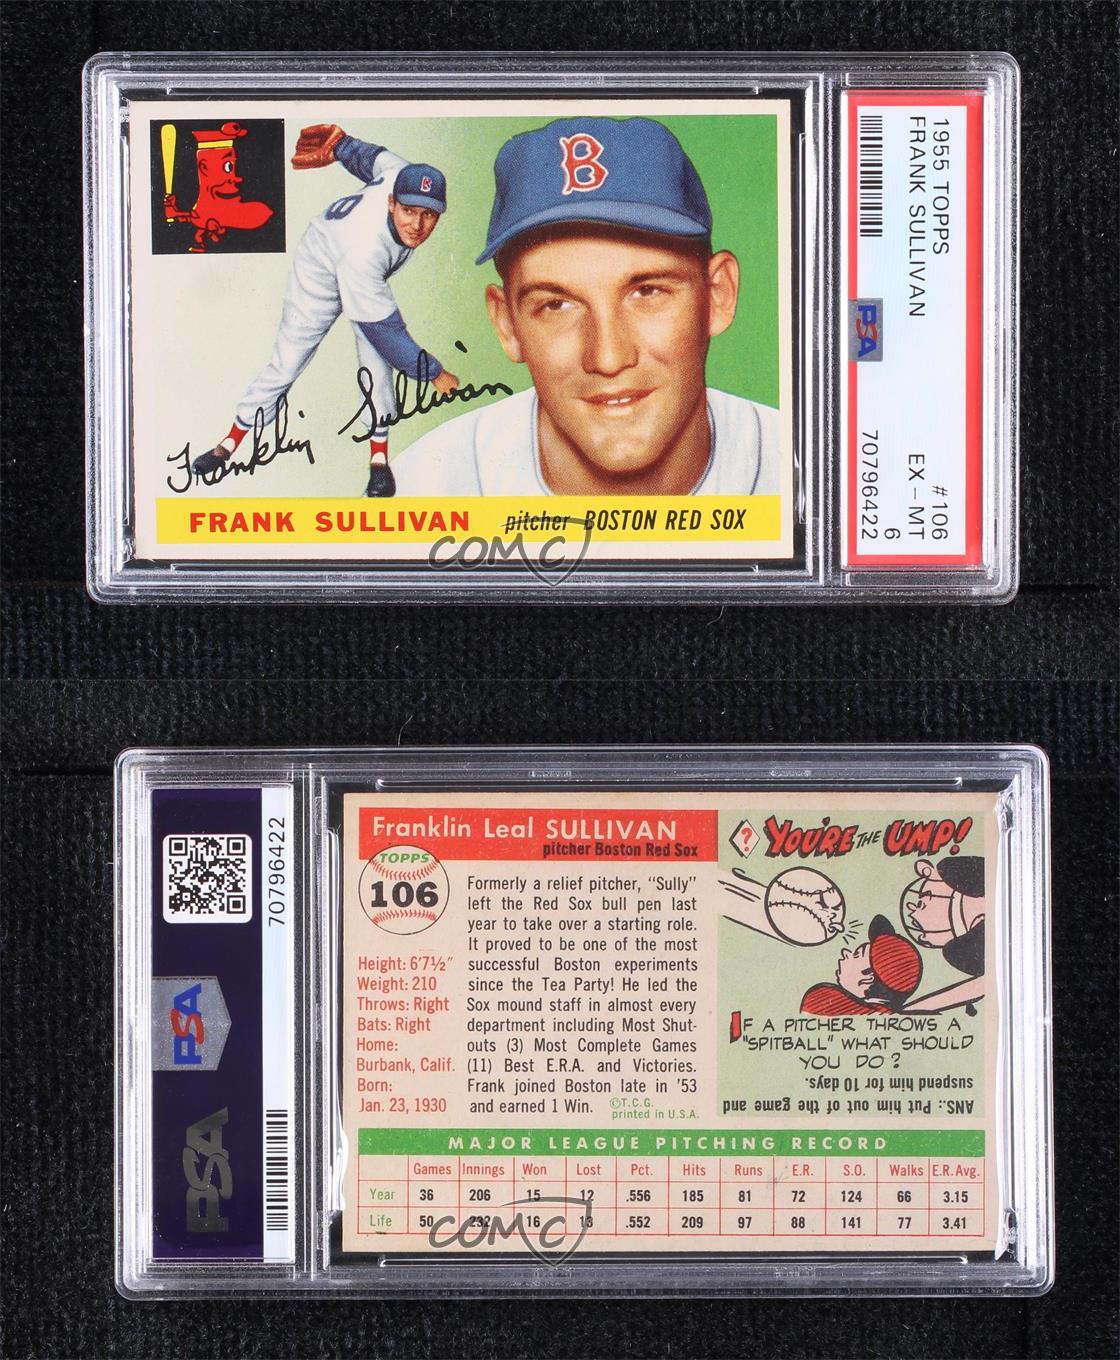 1955 TOPPS #106
FRANK SULLIVAN EX-MT
6
70796422
PSA
B
B
Franklin Sullivan
FRANK SULLIVAN pitcher BOSTON RED SOX
COMC
70796422
PSA
PSA
Franklin Leal SULLIVAN
pitcher Boston Red Sox
TOPPS
106
Height: 6'7½"
Weight: 210
Throws: Right
Bats: Right
Home:
Burbank, Calif.
Born:
Jan. 23, 1930
Formerly a relief pitcher, "Sully"
left the Red Sox bull pen last
year to take over a starting role.
It proved to be one of the most
successful Boston experiments
since the Tea Party! He led the
Sox mound staff in almost every
department including Most Shut-
outs (3) Most Complete Games
(11) Best E.R.A. and Victories.
Frank joined Boston late in '53
and earned 1 Win. ©T.C.G.
printed in U.S.A.
? YOU'RE THE UMP!
IF A PITCHER THROWS A
"SPITBALL" WHAT SHOULD
YOU DO?
ANS.: Put him out of the game and
suspend him for 10 days.
MAJOR LEAGUE PITCHING RECORD
Games Innings Won Lost Pct. Hits Runs E.R. S.O. Walks E.R.Avg.
Year 36 206 15 12 .556 185 81 72 124 66 3.15
Life 50 232 16 13 .552 209 97 88 141 77 3.41
COMC